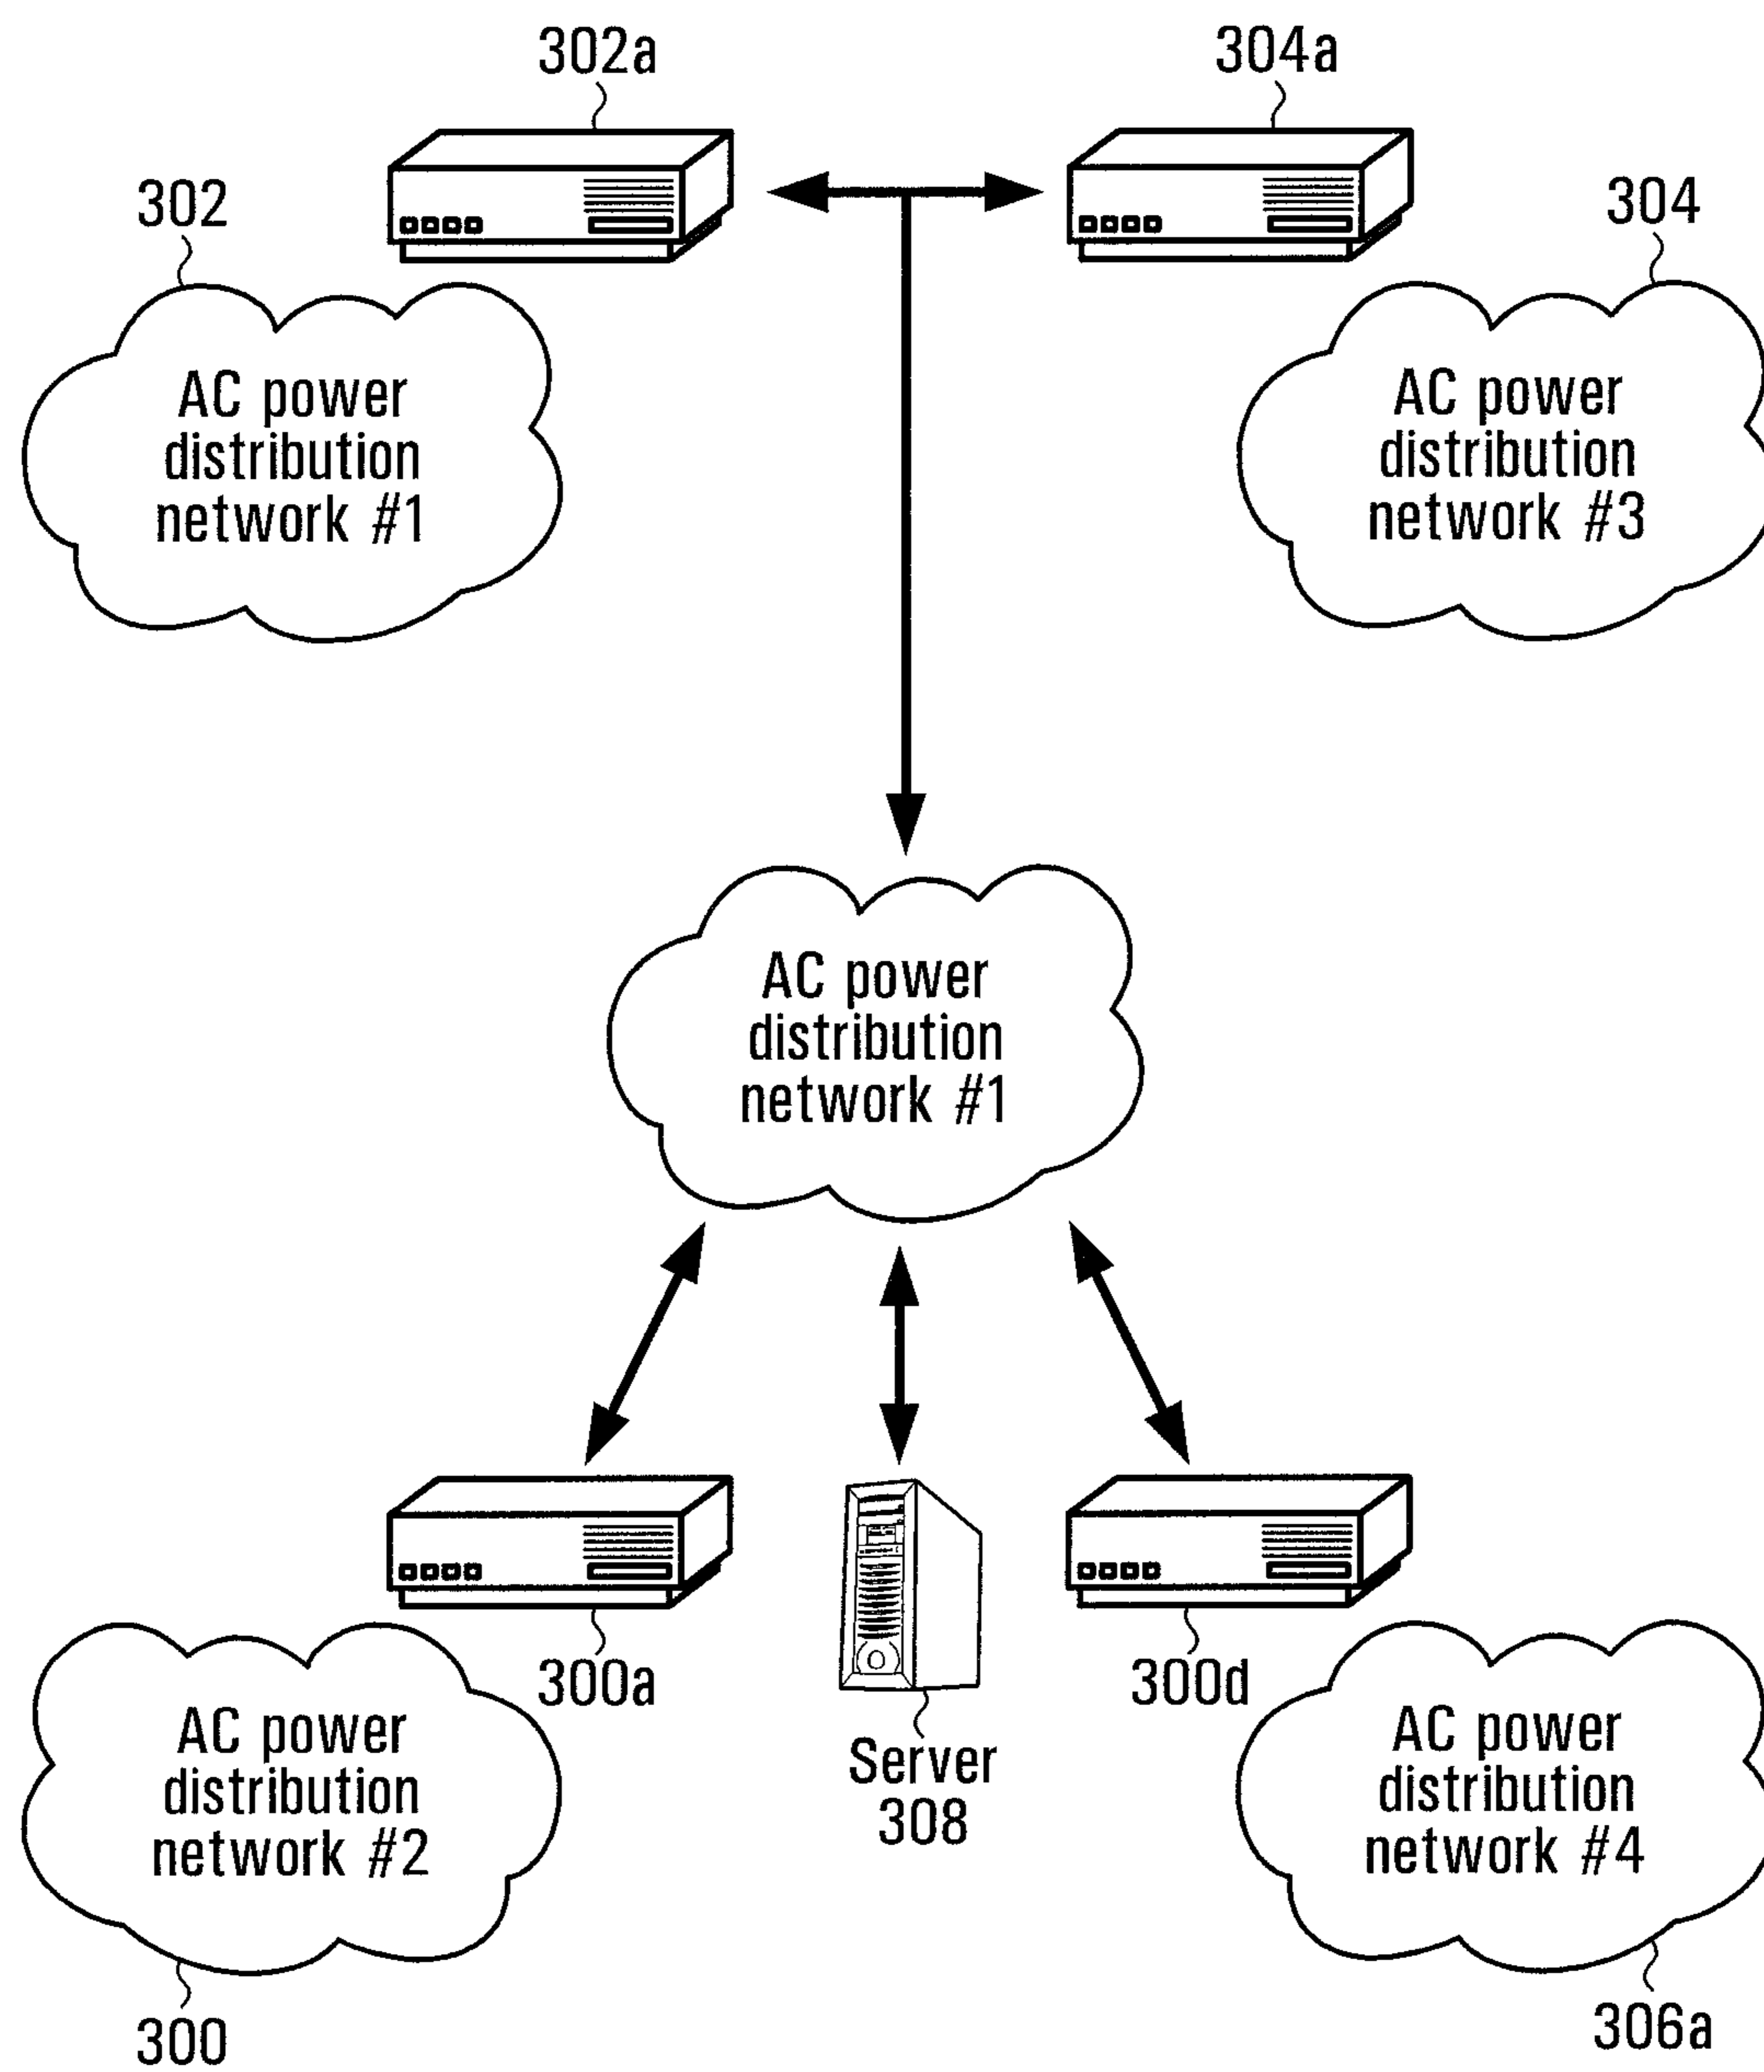 302a
304a
302
304
AC power
distribution
network #1
AC power
distribution
network #3
AC power
distribution
network #1
300a
300d
AC power
distribution
network #2
Server
308
AC power
distribution
network #4
300
306a